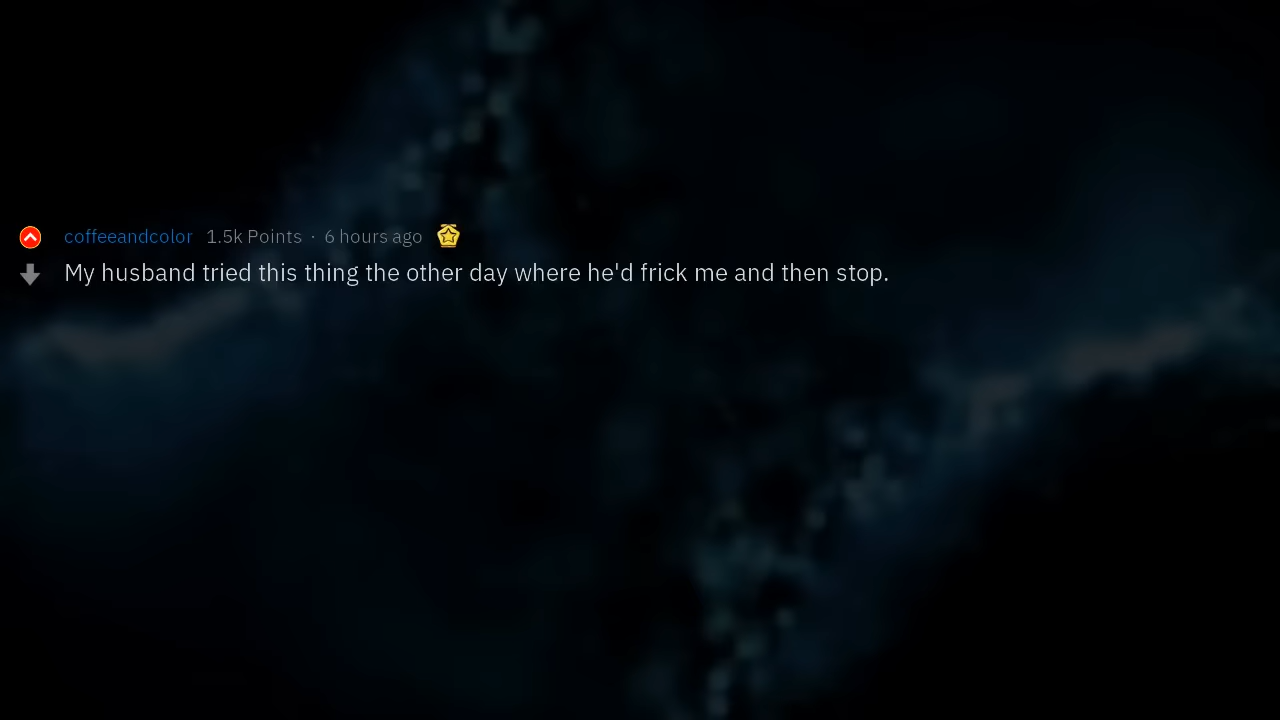 coffeeandcolor 1.5k Points · 6 hours ago
My husband tried this thing the other day where he'd frick me and then stop.